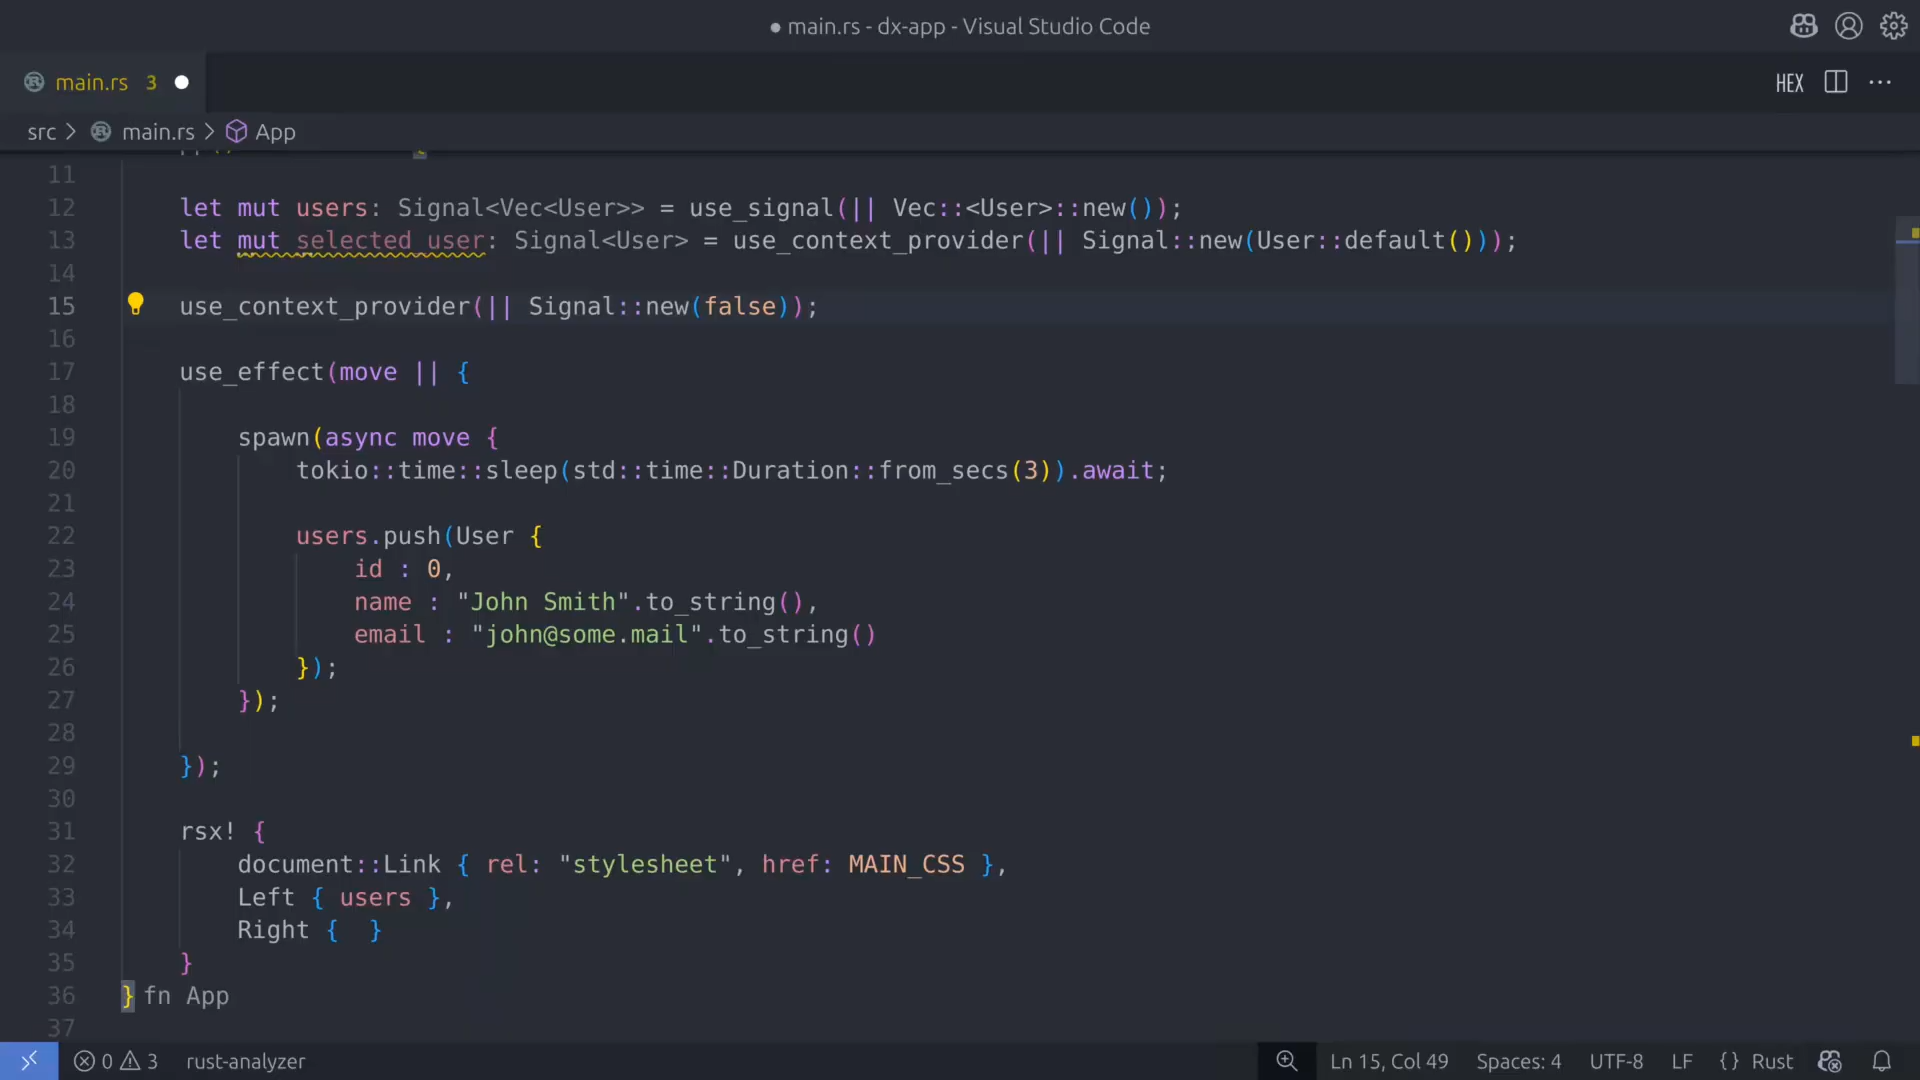 ● main.rs - dx-app - Visual Studio Code
main.rs 3 ●
HEX
src > main.rs > App
11
12 let mut users: Signal<Vec<User>> = use_signal(|| Vec::<User>::new());
13 let mut selected_user: Signal<User> = use_context_provider(|| Signal::new(User::default()));
14
15 use_context_provider(|| Signal::new(false));
16
17 use_effect(move || {
18
19 spawn(async move {
20 tokio::time::sleep(std::time::Duration::from_secs(3)).await;
21
22 users.push(User {
23 id : 0,
24 name : "John Smith".to_string(),
25 email : "john@some.mail".to_string()
26 });
27 });
28
29 });
30
31 rsx! {
32 document::Link { rel: "stylesheet", href: MAIN_CSS },
33 Left { users },
34 Right {  }
35 }
36 } fn App
37
0 3 rust-analyzer Ln 15, Col 49 Spaces: 4 UTF-8 LF {} Rust